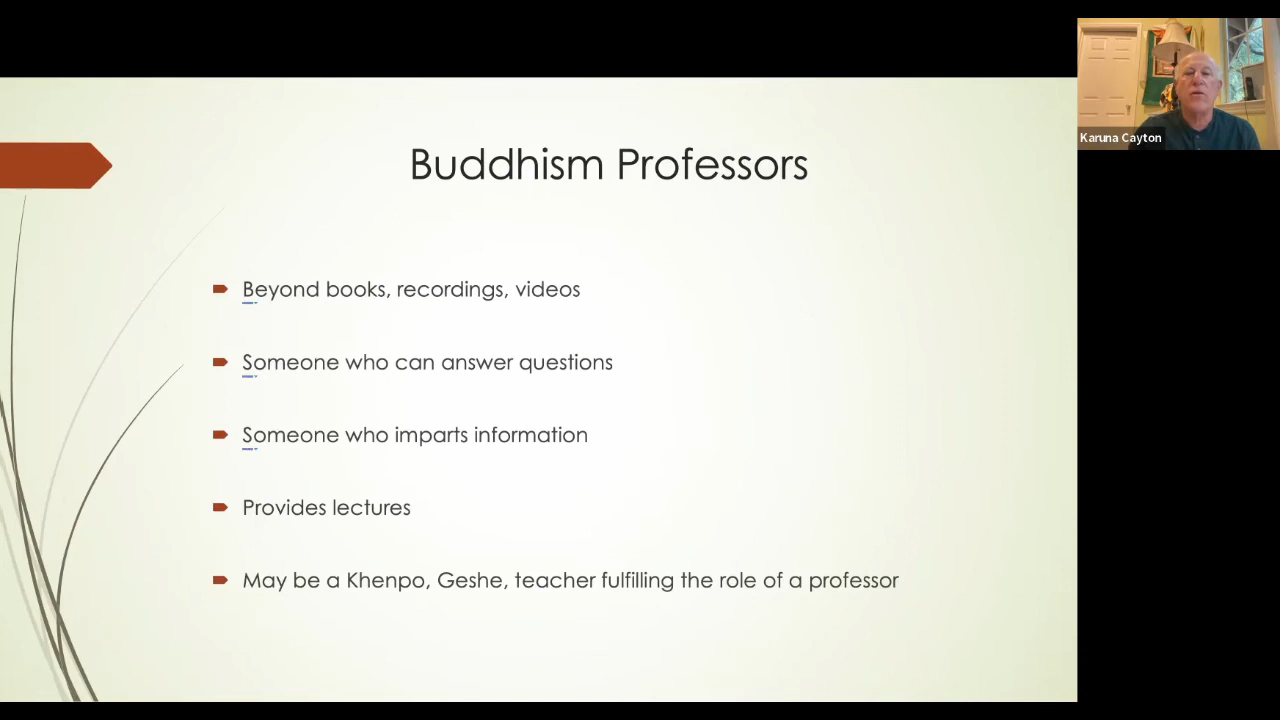 Buddhism Professors
Beyond books, recordings, videos
Someone who can answer questions
Someone who imparts information
Provides lectures
May be a Khenpo, Geshe, teacher fulfilling the role of a professor
Karuna Cayton